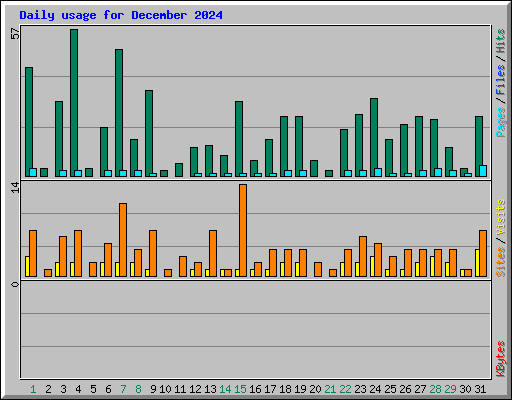 Daily usage for December 2024
57
Pages / Files / Hits
14
Sites / Visits
0
KBytes
1 2 3 4 5 6 7 8 9 10 11 12 13 14 15 16 17 18 19 20 21 22 23 24 25 26 27 28 29 30 31